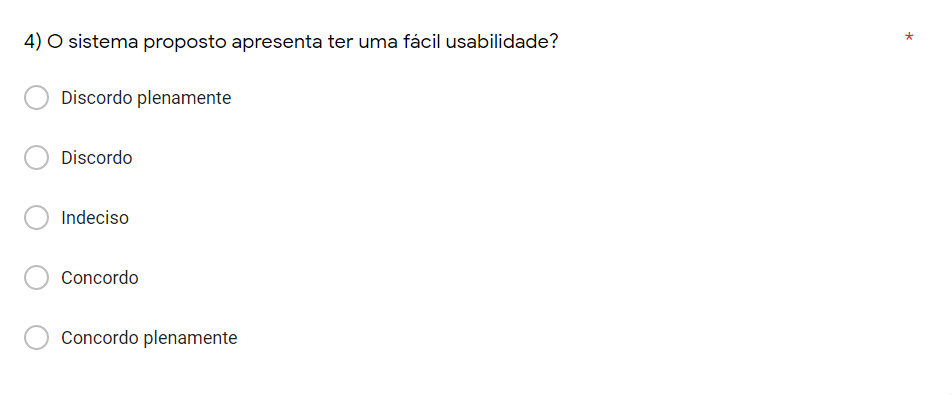 4) O sistema proposto apresenta ter uma fácil usabilidade? *
Discordo plenamente
Discordo
Indeciso
Concordo
Concordo plenamente